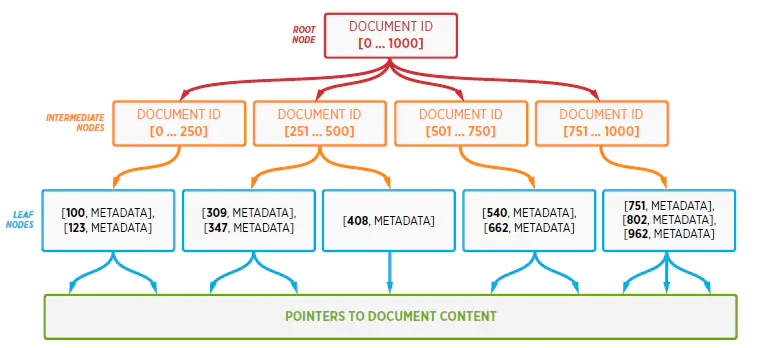 ROOT
NODE
DOCUMENT ID
[0 ... 1000]
INTERMEDIATE
NODES
DOCUMENT ID
[0 ... 250]
DOCUMENT ID
[251 ... 500]
DOCUMENT ID
[501 ... 750]
DOCUMENT ID
[751 ... 1000]
LEAF
NODES
[100, METADATA],
[123, METADATA]
[309, METADATA],
[347, METADATA]
[408, METADATA]
[540, METADATA],
[662, METADATA]
[751, METADATA],
[802, METADATA],
[962, METADATA]
POINTERS TO DOCUMENT CONTENT